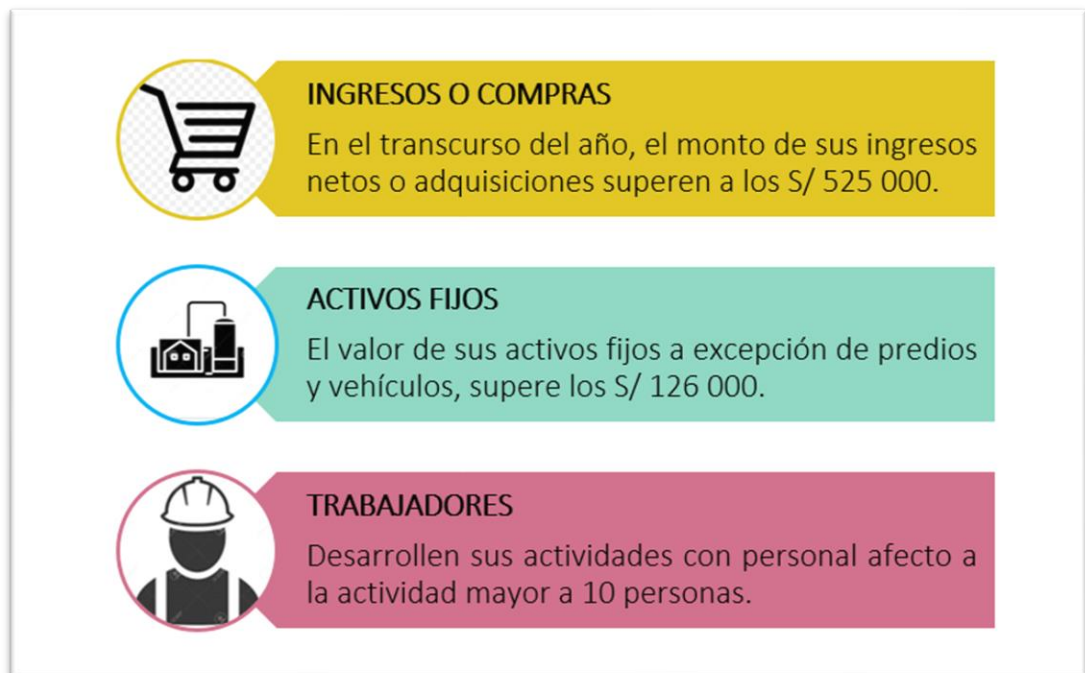 INGRESOS O COMPRAS
En el transcurso del año, el monto de sus ingresos
netos o adquisiciones superen a los S/ 525 000.
ACTIVOS FIJOS
El valor de sus activos fijos a excepción de predios
y vehículos, supere los S/ 126 000.
TRABAJADORES
Desarrollen sus actividades con personal afecto a
la actividad mayor a 10 personas.